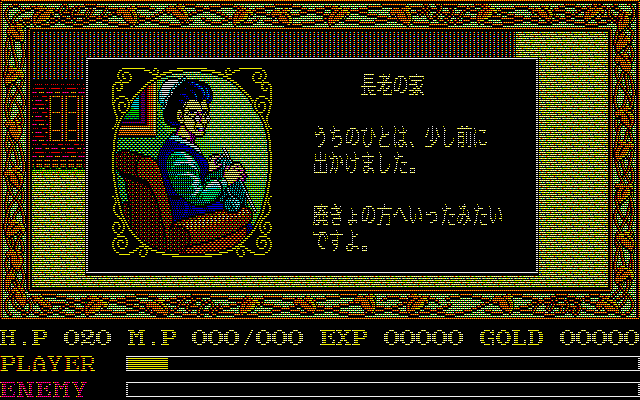 長老の家
うちのひとは、少し前に
出かけました。
廃きょの方へいったみたい
ですよ。
H.P 020 M.P 000/000 EXP 00000 GOLD 00000
PLAYER
ENEMY